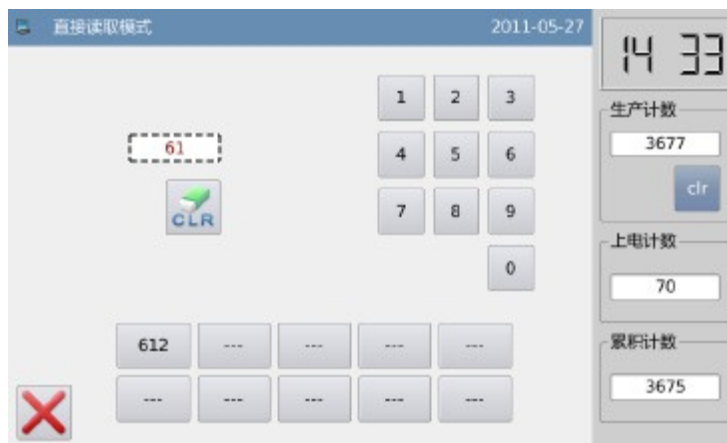 直接读取模式 2011-05-27
14 33
1 2 3
生产计数
61
3677
4 5 6
CLR
clr
7 8 9
0
上电计数
70
612 --- --- --- ---
累积计数
--- --- --- --- ---
3675